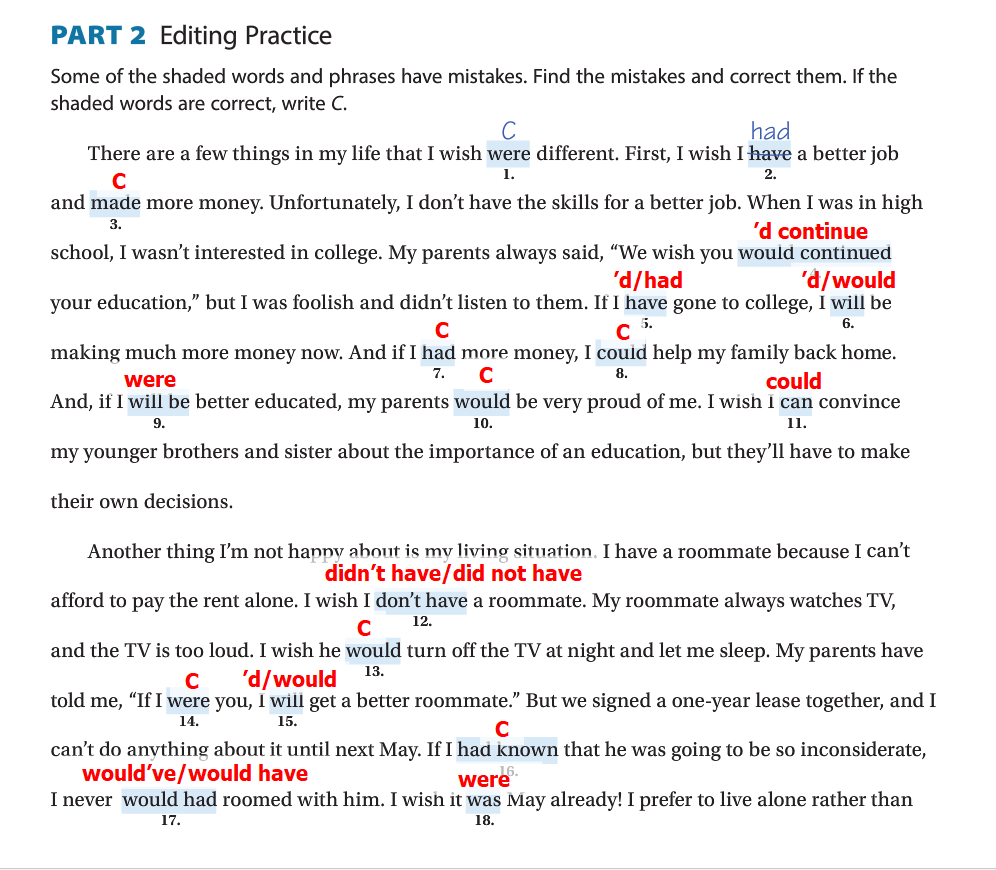 PART 2 Editing Practice
Some of the shaded words and phrases have mistakes. Find the mistakes and correct them. If the
shaded words are correct, write C.
C had
There are a few things in my life that I wish were different. First, I wish I have a better job
1. 2.
C
and made more money. Unfortunately, I don't have the skills for a better job. When I was in high
3.
'd continue
school, I wasn't interested in college. My parents always said, "We wish you would continued
'd/had 'd/would
your education," but I was foolish and didn't listen to them. If I have gone to college, I will be
5. 6.
C C
making much more money now. And if I had more money, I could help my family back home.
7. 8.
were C could
And, if I will be better educated, my parents would be very proud of me. I wish I can convince
9. 10. 11.
my younger brothers and sister about the importance of an education, but they'll have to make
their own decisions.
Another thing I'm not happy about is my living situation. I have a roommate because I can't
didn't have/did not have
afford to pay the rent alone. I wish I don't have a roommate. My roommate always watches TV,
12.
C
and the TV is too loud. I wish he would turn off the TV at night and let me sleep. My parents have
13.
C 'd/would
told me, "If I were you, I will get a better roommate." But we signed a one-year lease together, and I
14. 15.
C
can't do anything about it until next May. If I had known that he was going to be so inconsiderate,
16.
would've/would have were
I never would had roomed with him. I wish it was May already! I prefer to live alone rather than
17. 18.